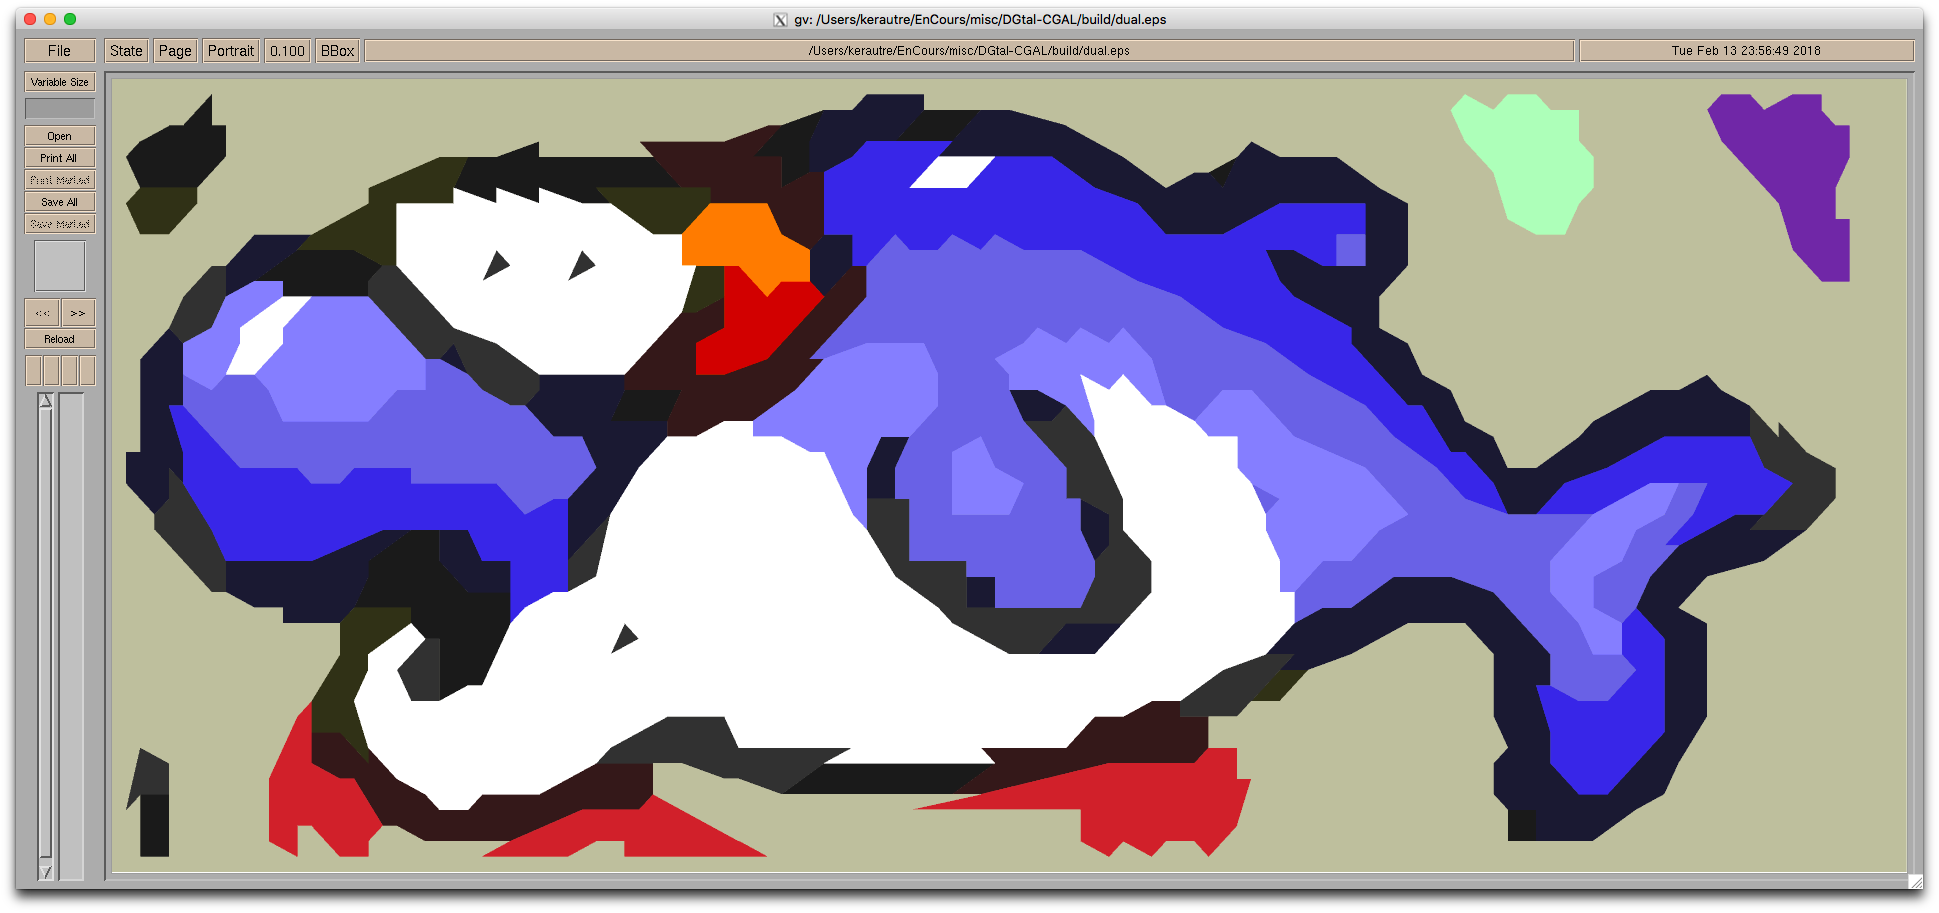 gv: /Users/kerautre/EnCours/misc/DGtal-CGAL/build/dual.eps
File State Page Portrait 0.100 BBox /Users/kerautre/EnCours/misc/DGtal-CGAL/build/dual.eps Tue Feb 13 23:56:49 2018
Variable Size
Open
Print All
Print Marked
Save All
Save Marked
<< >>
Reload